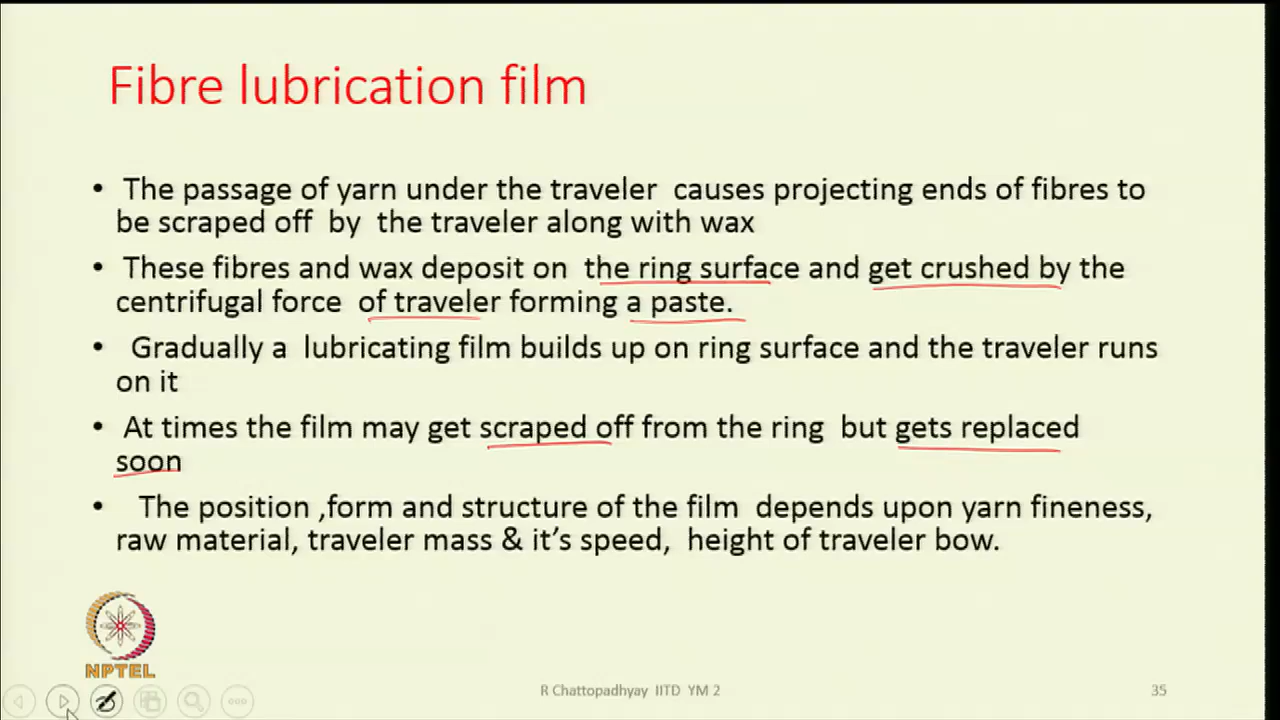 Fibre lubrication film
• The passage of yarn under the traveler causes projecting ends of fibres to
be scraped off by the traveler along with wax
• These fibres and wax deposit on the ring surface and get crushed by the
centrifugal force of traveler forming a paste.
• Gradually a lubricating film builds up on ring surface and the traveler runs
on it
• At times the film may get scraped off from the ring but gets replaced
soon
• The position ,form and structure of the film depends upon yarn fineness,
raw material, traveler mass & it's speed, height of traveler bow.
NPTEL
R Chattopadhyay IITD YM 2
35